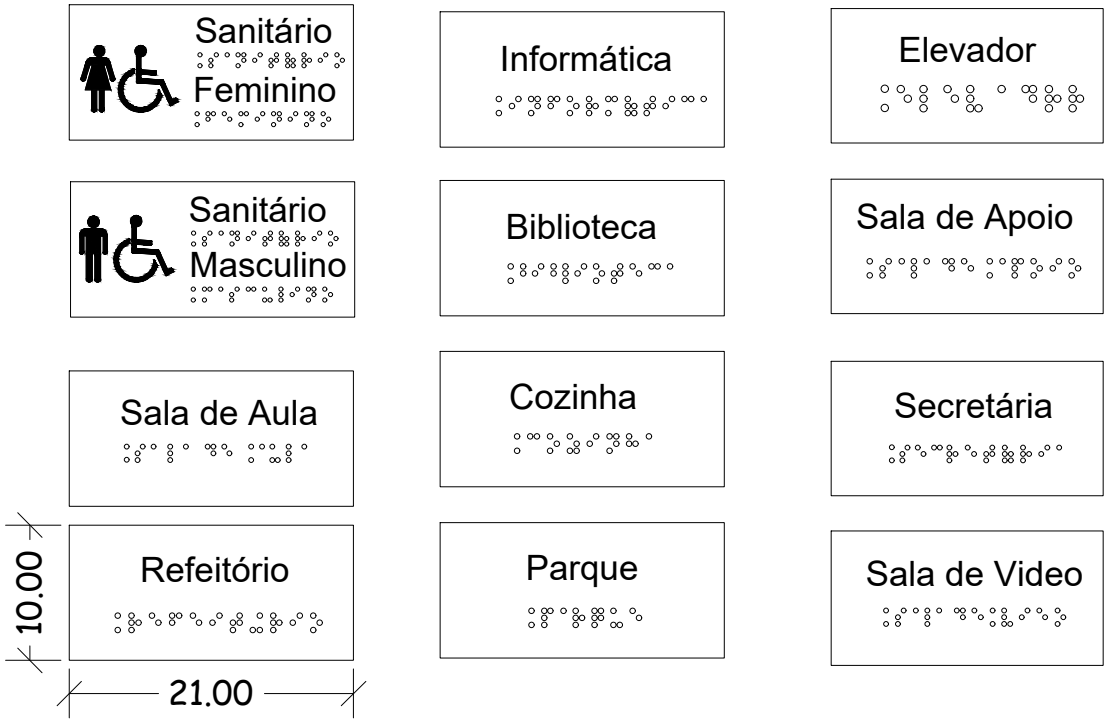 Sanitário
Feminino
Informática
Elevador
Sanitário
Masculino
Biblioteca
Sala de Apoio
Sala de Aula
Cozinha
Secretária
Refeitório
Parque
Sala de Video
10.00
21.00